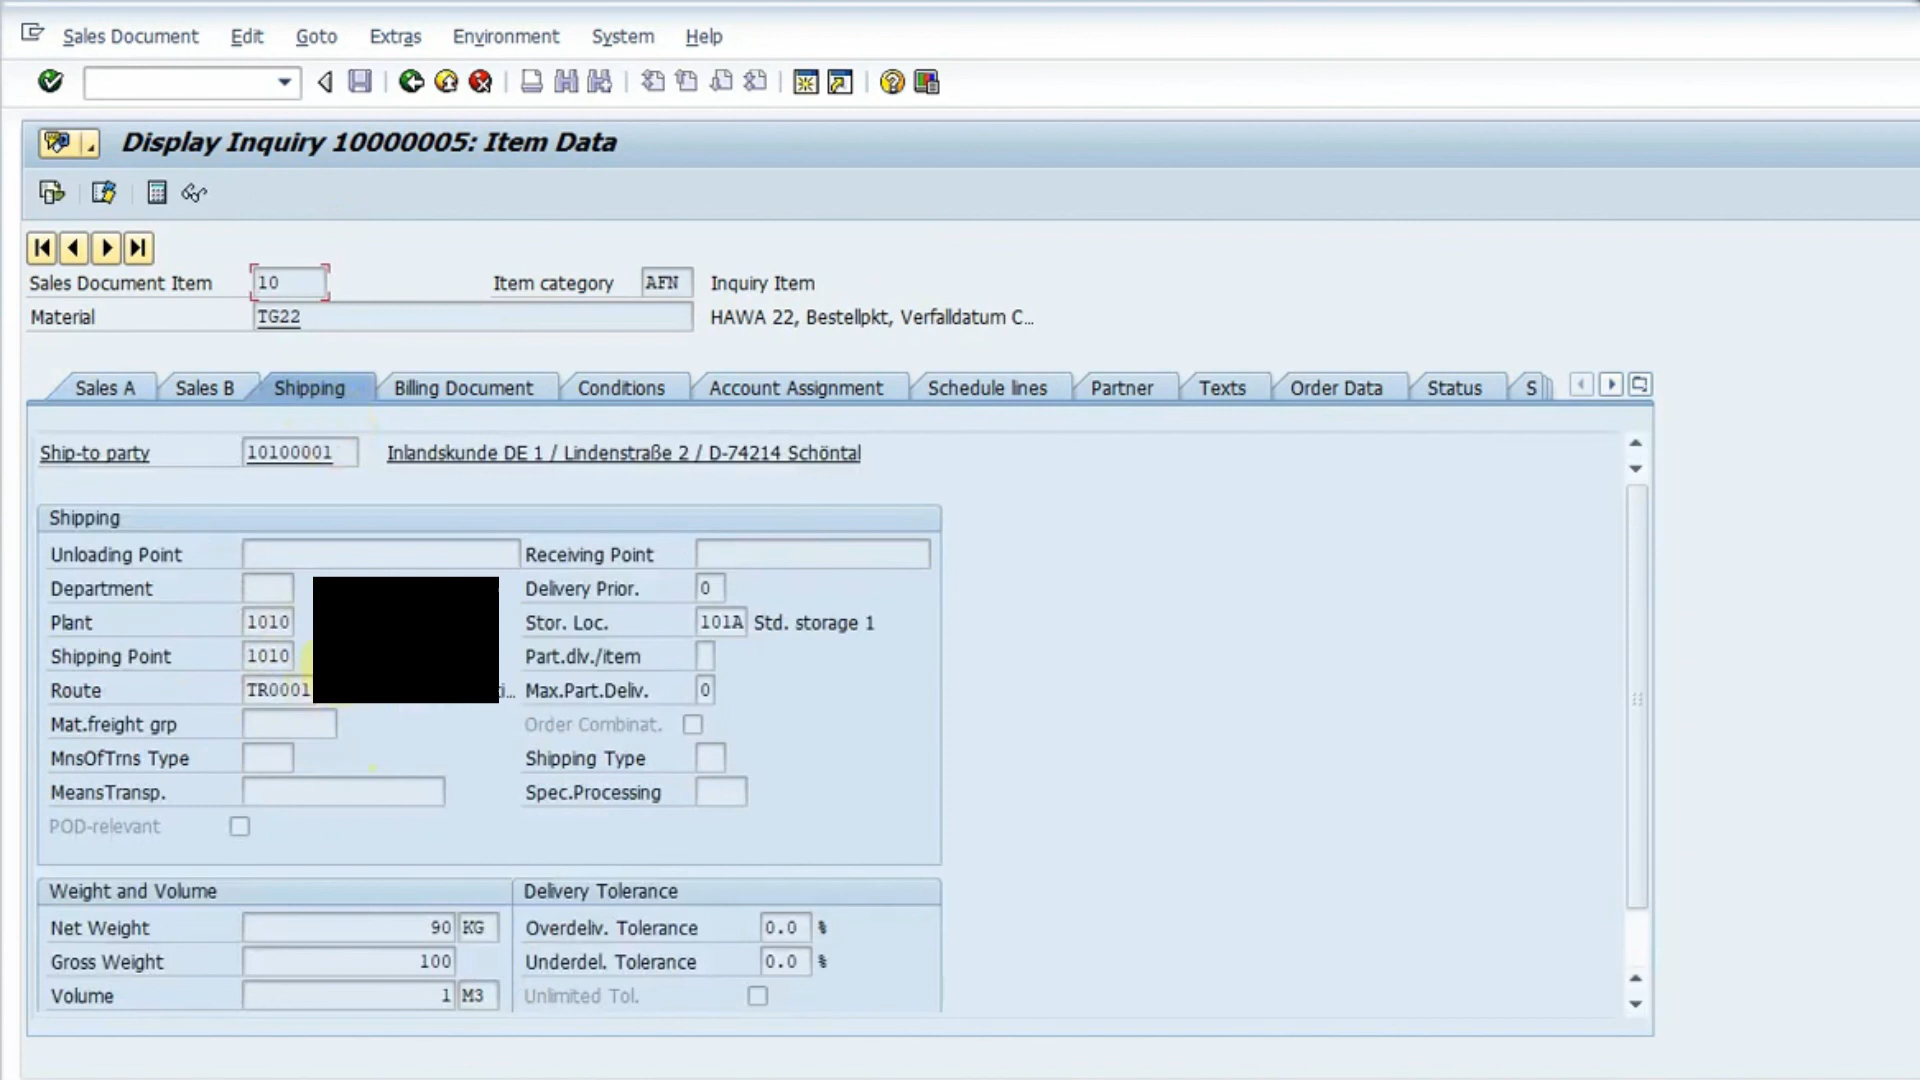 Sales Document Edit Goto Extras Environment System Help
Display Inquiry 10000005: Item Data
Sales Document Item 10 Item category AFN Inquiry Item
Material TG22 HAWA 22, Bestellpkt, Verfalldatum C...
Sales A Sales B Shipping Billing Document Conditions Account Assignment Schedule lines Partner Texts Order Data Status S
Ship-to party 10100001 Inlandskunde DE 1 / Lindenstraße 2 / D-74214 Schöntal
Shipping
Unloading Point Receiving Point
Department Delivery Prior. 0
Plant 1010 Stor. Loc. 101A Std. storage 1
Shipping Point 1010 Part.dlv./item
Route TR0001 Max.Part.Deliv. 0
Mat.freight grp Order Combinat.
MnsOfTrns Type Shipping Type
MeansTransp. Spec.Processing
POD-relevant
Weight and Volume Delivery Tolerance
Net Weight 90 KG Overdeliv. Tolerance 0.0 %
Gross Weight 100 Underdel. Tolerance 0.0 %
Volume 1 M3 Unlimited Tol.